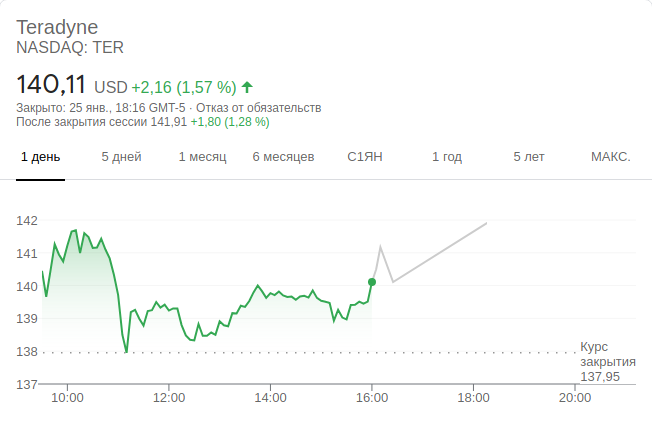 Teradyne
NASDAQ: TER
140,11 USD +2,16 (1,57 %)
Закрыто: 25 янв., 18:16 GMT-5 · Отказ от обязательств
После закрытия сессии 141,91 +1,80 (1,28 %)
1 день 5 дней 1 месяц 6 месяцев С1ЯН 1 год 5 лет МАКС.
142
141
140
139
138
137
Курс
закрытия
137,95
10:00 12:00 14:00 16:00 18:00 20:00